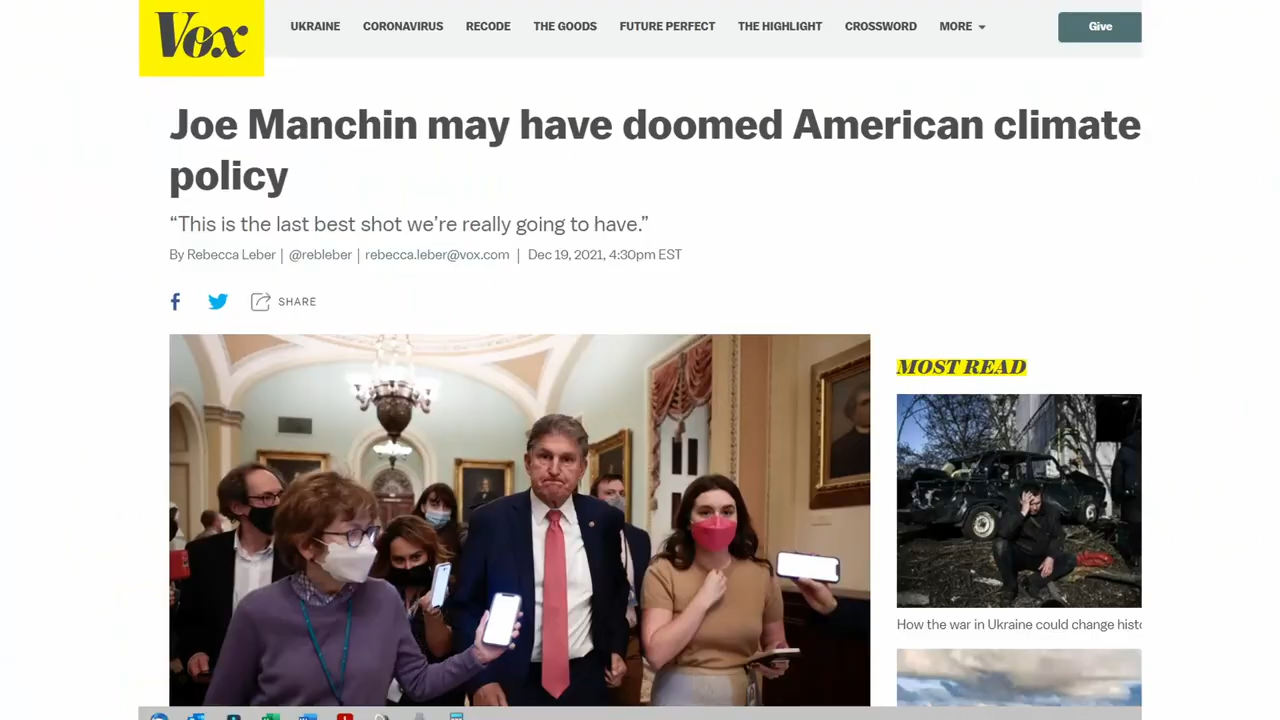 Vox
UKRAINE CORONAVIRUS RECODE THE GOODS FUTURE PERFECT THE HIGHLIGHT CROSSWORD MORE
Give
Joe Manchin may have doomed American climate
policy
“This is the last best shot we’re really going to have.”
By Rebecca Leber | @rebleber | rebecca.leber@vox.com | Dec 19, 2021, 4:30pm EST
SHARE
MOST READ
How the war in Ukraine could change histo